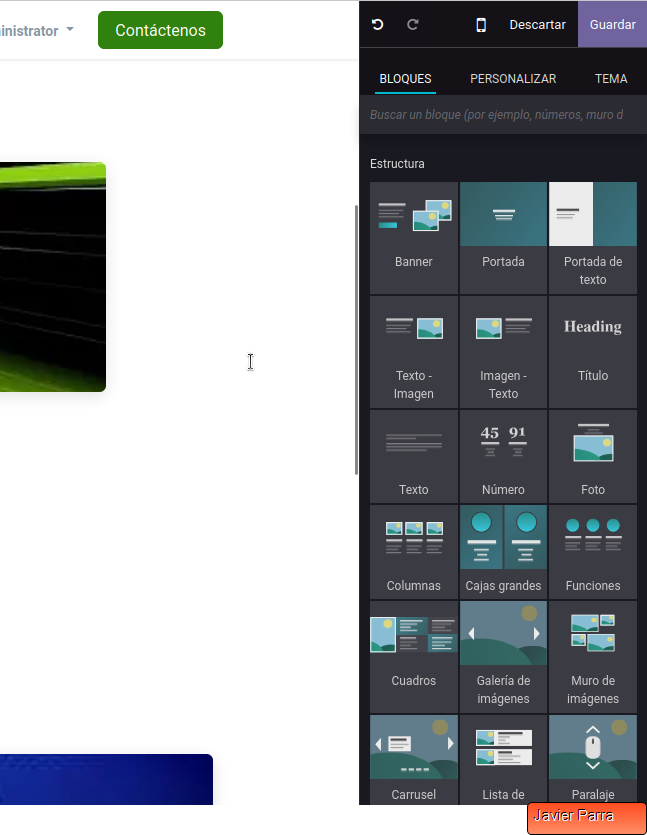 inistrator
Contáctenos
Descartar
Guardar
BLOQUES
PERSONALIZAR
TEMA
Buscar un bloque (por ejemplo, números, muro d
Estructura
Banner
Portada
Portada de
texto
Heading
Texto -
Imagen
Imagen -
Texto
Título
45 91
Texto
Número
Foto
Columnas
Cajas grandes
Funciones
Cuadros
Galería de
imágenes
Muro de
imágenes
Carrusel
Lista de
Paralaje
Javier Parra